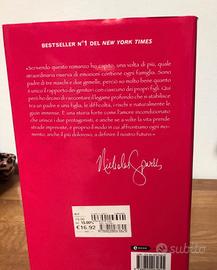 BESTSELLER N°1 DEL NEW YORK TIMES
«Scrivendo questo romanzo ho capito, una volta di più, quale
straordinaria riserva di emozioni contiene ogni famiglia. Sono
padre di tre maschi e due gemelle, perciò so molto bene quanto
è unico il rapporto dei genitori con ciascuno dei propri figli.
Qui però ho deciso di raccontare il legame profondo che si stabilisce
tra un padre e una figlia, le difficoltà, i rischi e naturalmente le
gioie immense. È una storia forte come l'amore incondizionato
che unisce i due protagonisti, e anche se a volte la vita prende
strade impreviste, è proprio il modo in cui affrontiamo ogni mo-
mento, anche il più doloroso, a definire il nostro futuro.»
Nicholas Sparks
€16.92
subito